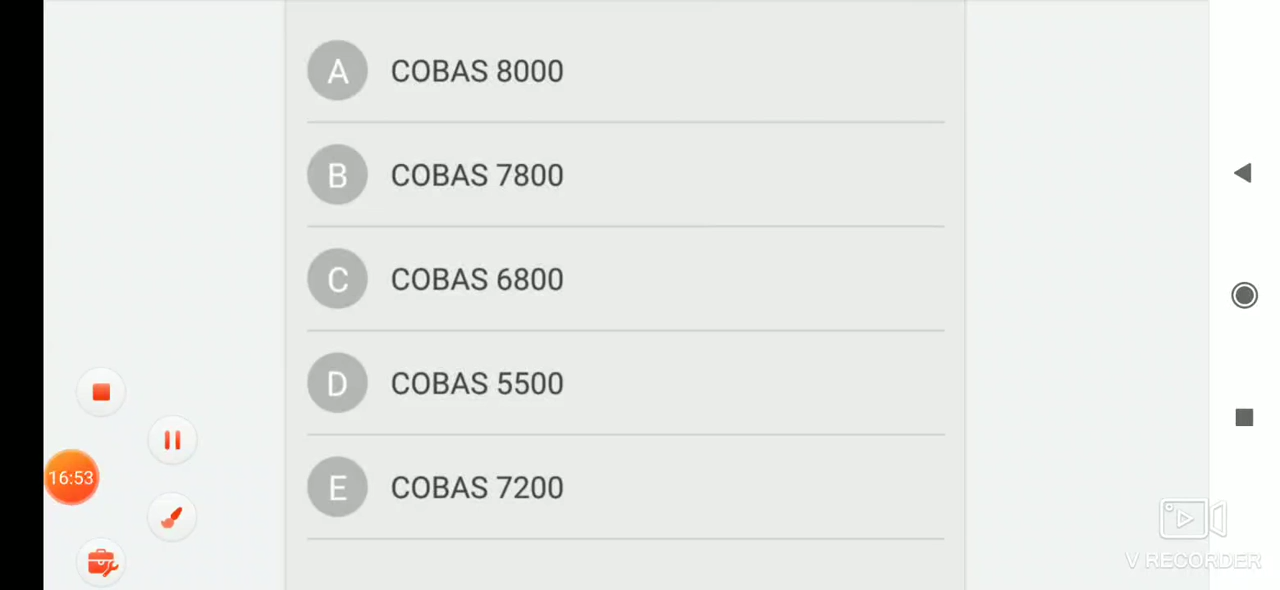 A COBAS 8000
B COBAS 7800
C COBAS 6800
D COBAS 5500
E COBAS 7200
16:53
V RECORDER